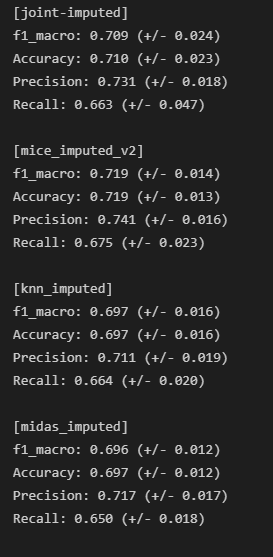 [joint-imputed]
f1_macro: 0.709 (+/- 0.024)
Accuracy: 0.710 (+/- 0.023)
Precision: 0.731 (+/- 0.018)
Recall: 0.663 (+/- 0.047)
[mice_imputed_v2]
f1_macro: 0.719 (+/- 0.014)
Accuracy: 0.719 (+/- 0.013)
Precision: 0.741 (+/- 0.016)
Recall: 0.675 (+/- 0.023)
[knn_imputed]
f1_macro: 0.697 (+/- 0.016)
Accuracy: 0.697 (+/- 0.016)
Precision: 0.711 (+/- 0.019)
Recall: 0.664 (+/- 0.020)
[midas_imputed]
f1_macro: 0.696 (+/- 0.012)
Accuracy: 0.697 (+/- 0.012)
Precision: 0.717 (+/- 0.017)
Recall: 0.650 (+/- 0.018)